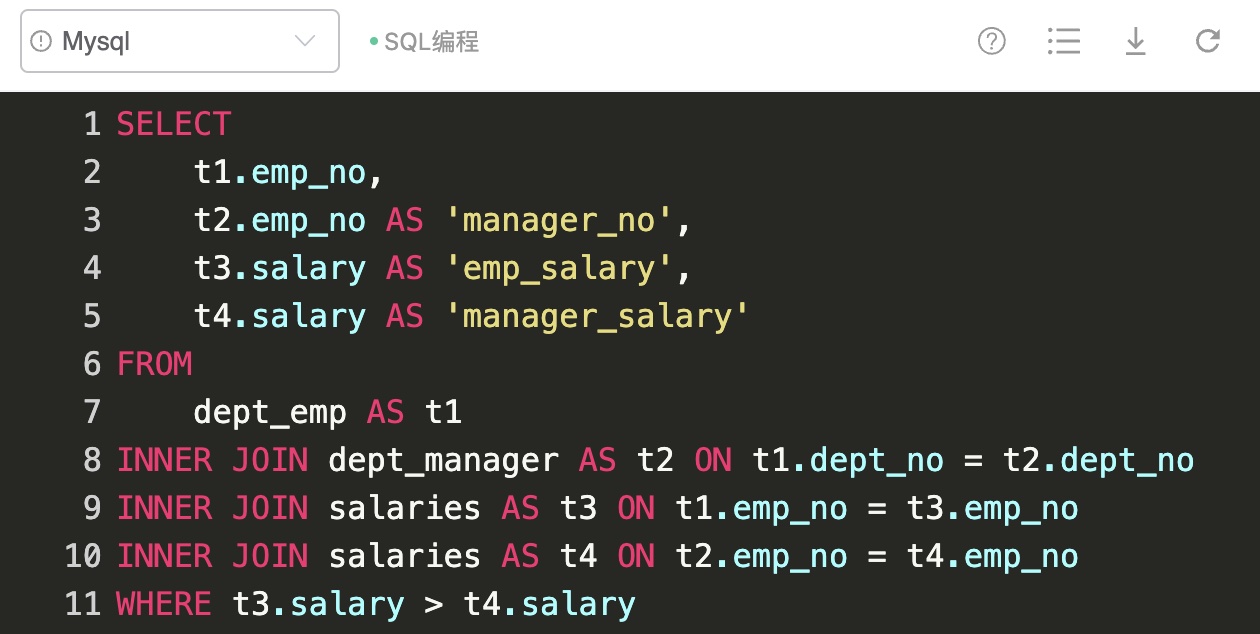 Mysql
SQL编程
1 SELECT
2     t1.emp_no,
3     t2.emp_no AS 'manager_no',
4     t3.salary AS 'emp_salary',
5     t4.salary AS 'manager_salary'
6 FROM
7     dept_emp AS t1
8 INNER JOIN dept_manager AS t2 ON t1.dept_no = t2.dept_no
9 INNER JOIN salaries AS t3 ON t1.emp_no = t3.emp_no
10 INNER JOIN salaries AS t4 ON t2.emp_no = t4.emp_no
11 WHERE t3.salary > t4.salary